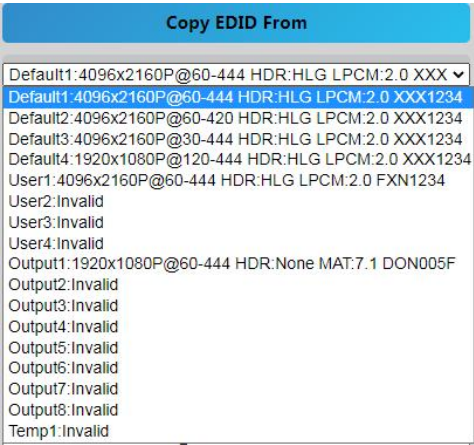 Copy EDID From
Default1:4096x2160P@60-444 HDR:HLG LPCM:2.0 XXX
Default1:4096x2160P@60-444 HDR:HLG LPCM:2.0 XXX1234
Default2:4096x2160P@60-420 HDR:HLG LPCM:2.0 XXX1234
Default3:4096x2160P@30-444 HDR:HLG LPCM:2.0 XXX1234
Default4:1920x1080P@120-444 HDR:HLG LPCM:2.0 XXX1234
User1:4096x2160P@60-444 HDR:HLG LPCM:2.0 FXN1234
User2:Invalid
User3:Invalid
User4:Invalid
Output1:1920x1080P@60-444 HDR:None MAT:7.1 DON005F
Output2:Invalid
Output3:Invalid
Output4:Invalid
Output5:Invalid
Output6:Invalid
Output7:Invalid
Output8:Invalid
Temp1:Invalid